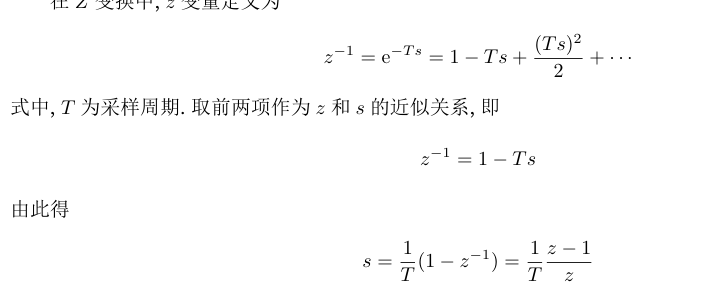 在 Z 变换中, z 变量定义为
z^{-1} = e^{-Ts} = 1 - Ts + \frac{(Ts)^2}{2} + \cdots
式中, T 为采样周期. 取前两项作为 z 和 s 的近似关系, 即
z^{-1} = 1 - Ts
由此得
s = \frac{1}{T}(1 - z^{-1}) = \frac{1}{T}\frac{z-1}{z}